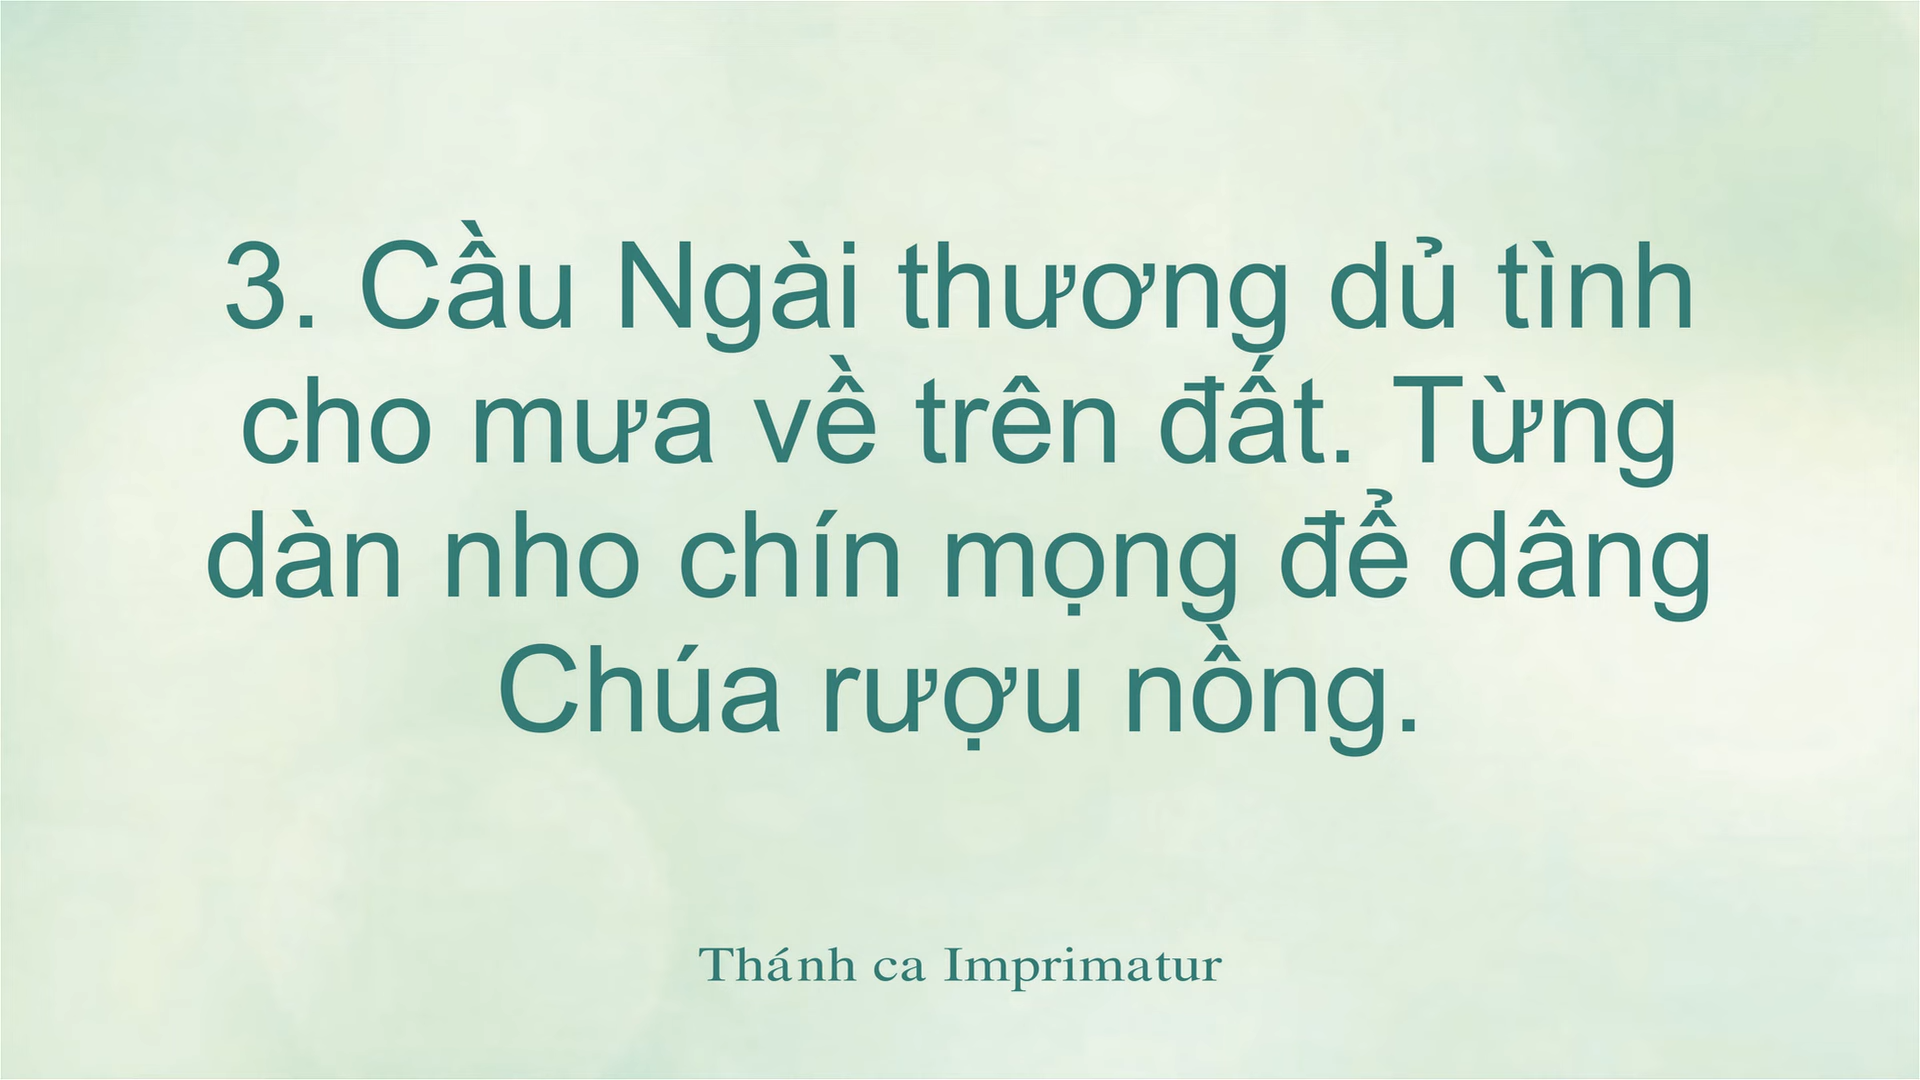 3. Cầu Ngài thương dủ tình
cho mưa về trên đất. Từng
dàn nho chín mọng để dâng
Chúa rượu nồng.
Thánh ca Imprimatur